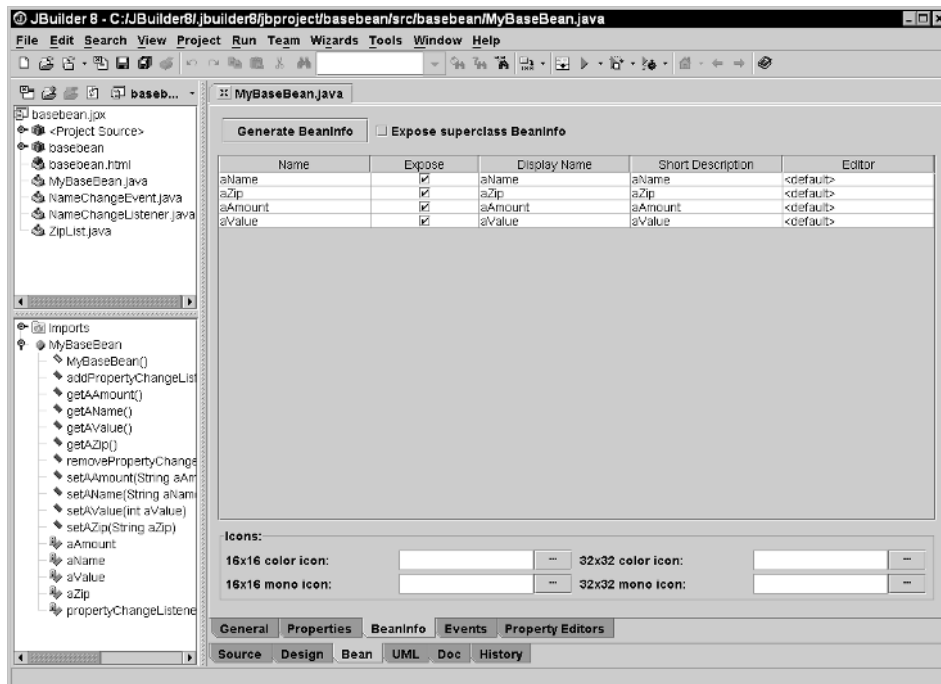 JBuilder 8 - C:/JBuilder8/.jbuilder8/jbproject/basebean/src/basebean/MyBaseBean.java
File Edit Search View Project Run Team Wizards Tools Window Help
baseb...
MyBaseBean.java
basebean.jpx
<Project Source>
basebean
basebean.html
MyBaseBean.java
NameChangeEvent.java
NameChangeListener.java
ZipList.java
Generate BeanInfo
Expose superclass BeanInfo
Name Expose Display Name Short Description Editor
aName aName aName <default>
aZip aZip aZip <default>
aAmount aAmount aAmount <default>
aValue aValue aValue <default>
Imports
MyBaseBean
MyBaseBean()
addPropertyChangeList
getAAmount()
getAName()
getAValue()
getAZip()
removePropertyChange
setAAmount(String aAm
setAName(String aNam
setAValue(int aValue)
setAZip(String aZip)
aAmount
aName
aValue
aZip
propertyChangeListene
Icons:
16x16 color icon: ... 32x32 color icon: ...
16x16 mono icon: ... 32x32 mono icon: ...
General Properties BeanInfo Events Property Editors
Source Design Bean UML Doc History